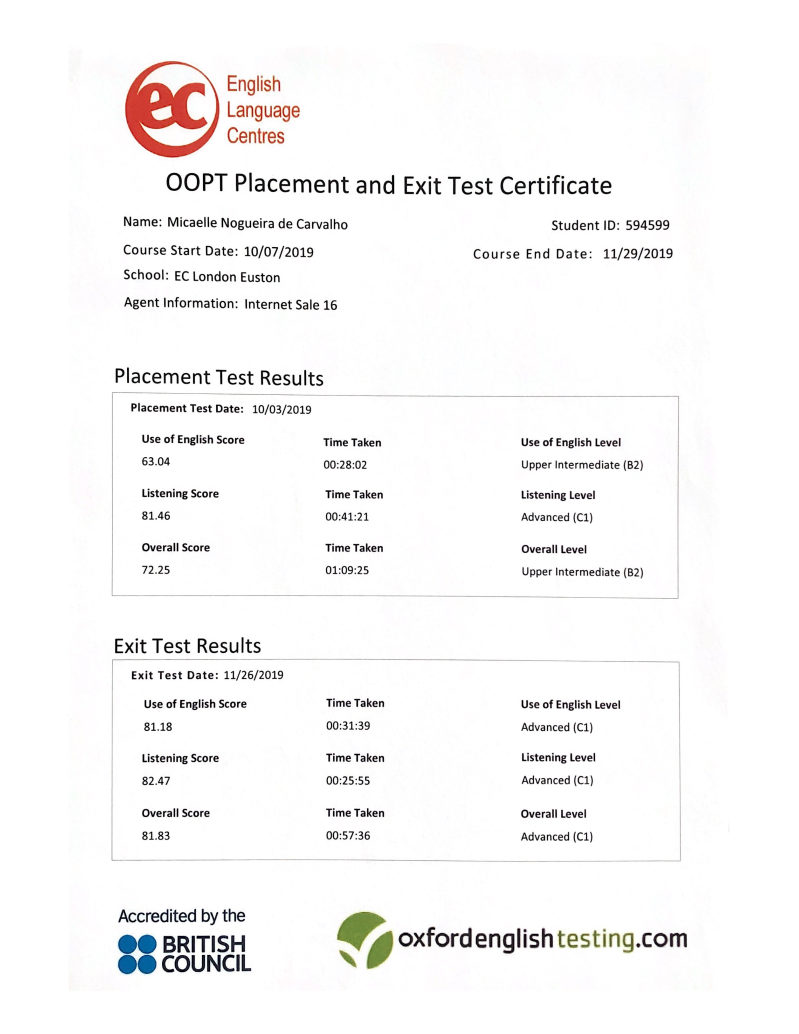 ec
English
Language
Centres
OOPT Placement and Exit Test Certificate
Name: Micaelle Nogueira de Carvalho Student ID: 594599
Course Start Date: 10/07/2019 Course End Date: 11/29/2019
School: EC London Euston
Agent Information: Internet Sale 16
Placement Test Results
Placement Test Date: 10/03/2019
Use of English Score Time Taken Use of English Level
63.04 00:28:02 Upper Intermediate (B2)
Listening Score Time Taken Listening Level
81.46 00:41:21 Advanced (C1)
Overall Score Time Taken Overall Level
72.25 01:09:25 Upper Intermediate (B2)
Exit Test Results
Exit Test Date: 11/26/2019
Use of English Score Time Taken Use of English Level
81.18 00:31:39 Advanced (C1)
Listening Score Time Taken Listening Level
82.47 00:25:55 Advanced (C1)
Overall Score Time Taken Overall Level
81.83 00:57:36 Advanced (C1)
Accredited by the
BRITISH
COUNCIL
oxfordenglishtesting.com